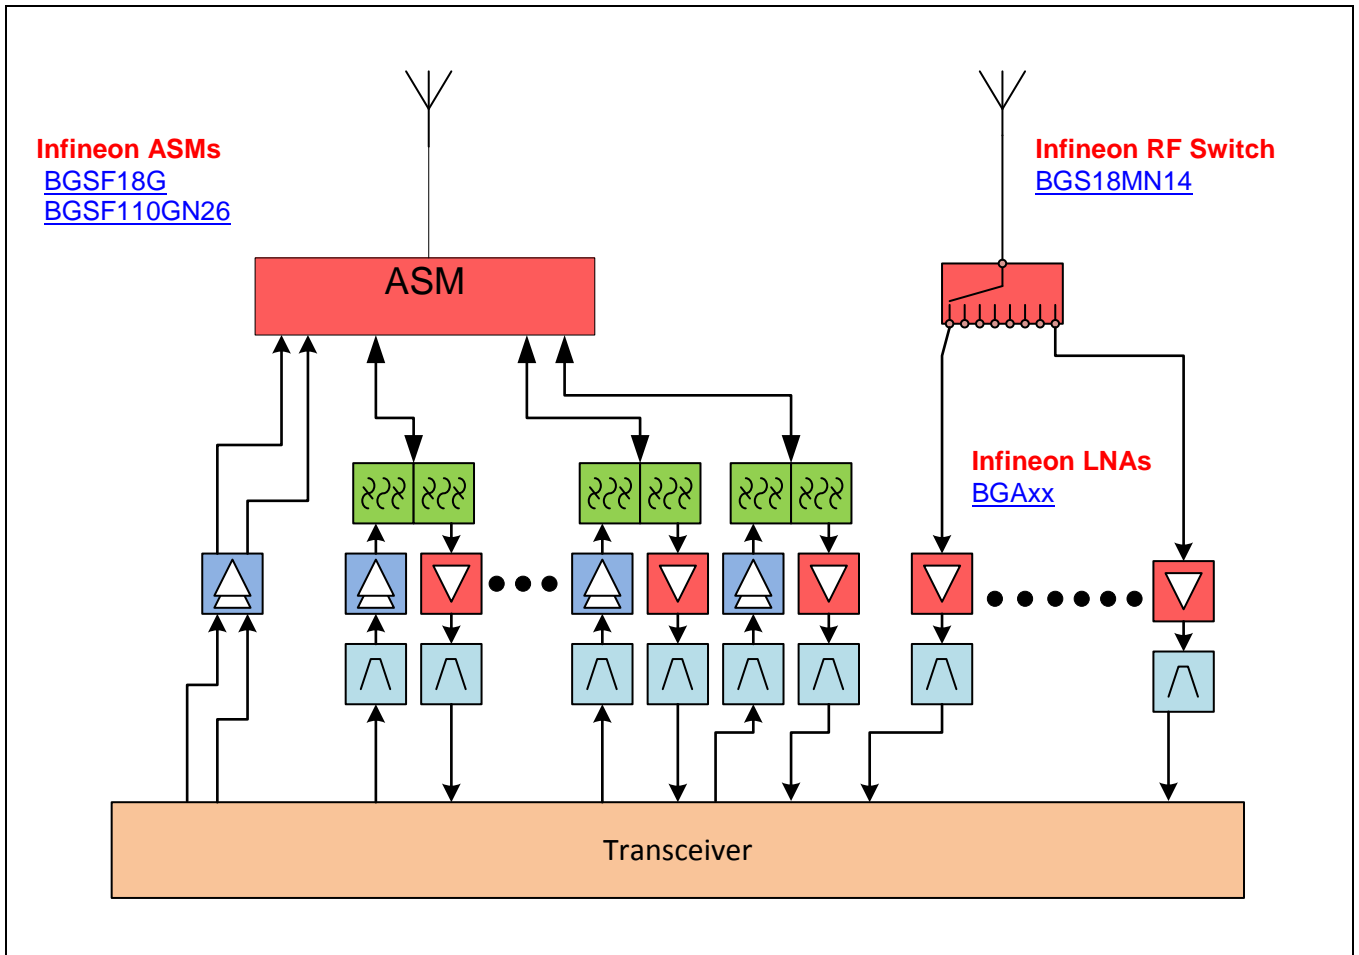 Infineon ASMs
BGSF18G
BGSF110GN26
Infineon RF Switch
BGS18MN14
ASM
Infineon LNAs
BGAxx
Transceiver